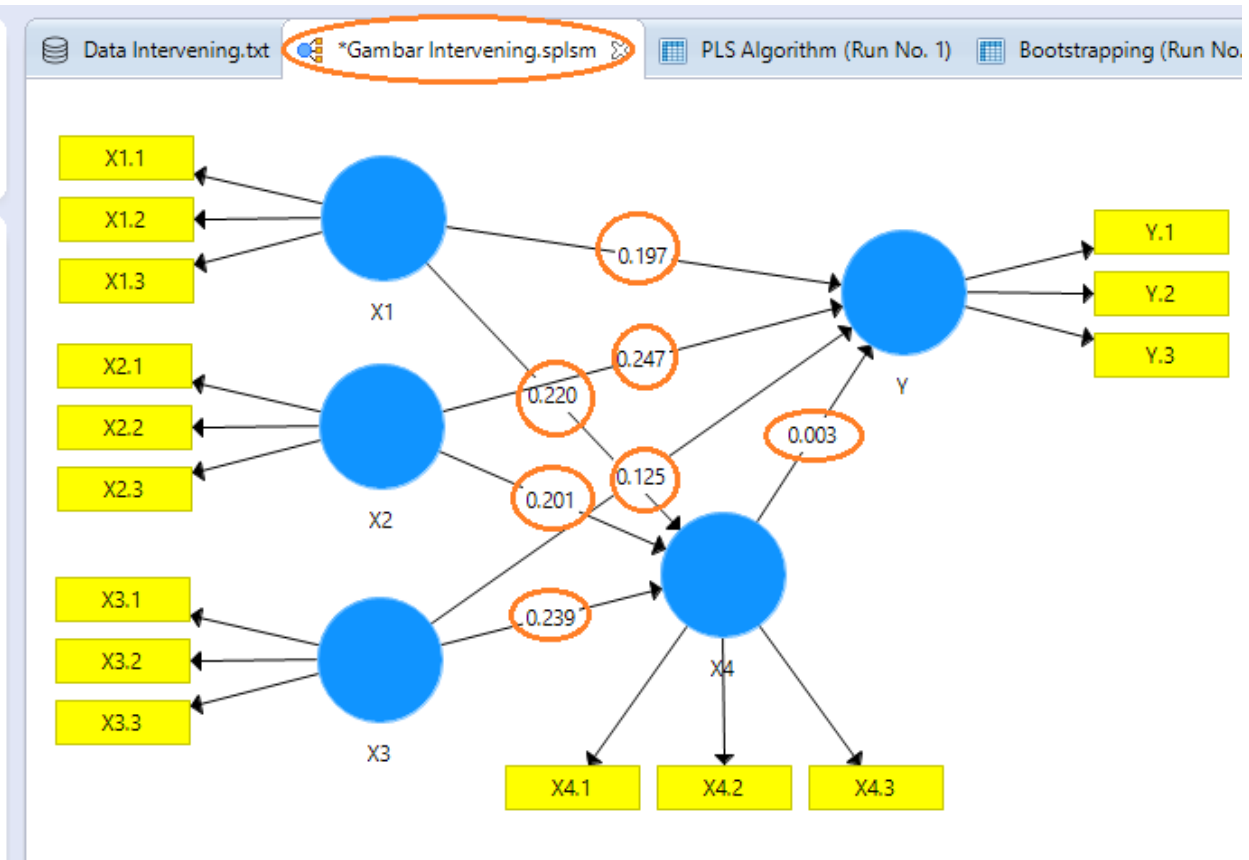 Data Intervening.txt
*Gambar Intervening.splsm
PLS Algorithm (Run No. 1)
Bootstrapping (Run No.
X1.1
X1.2
X1.3
X1
X2.1
X2.2
X2.3
X2
X3.1
X3.2
X3.3
X3
0.197
0.247
0.220
0.125
0.201
0.003
0.239
Y
Y.1
Y.2
Y.3
X4
X4.1
X4.2
X4.3